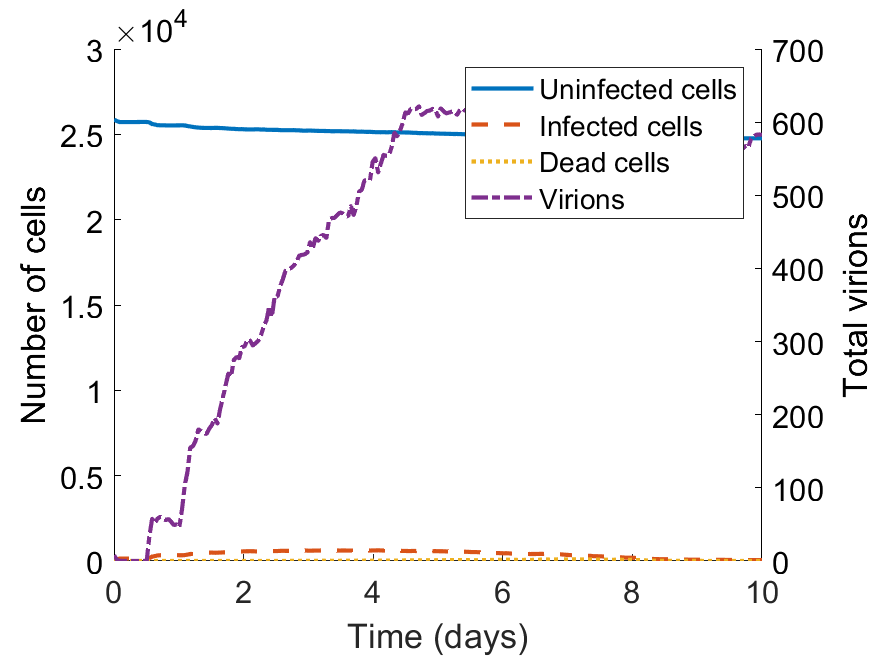 ×10^4
3
2.5
2
1.5
1
0.5
0
Number of cells
700
600
500
400
300
200
100
0
Total virions
Uninfected cells
Infected cells
Dead cells
Virions
0 2 4 6 8 10
Time (days)